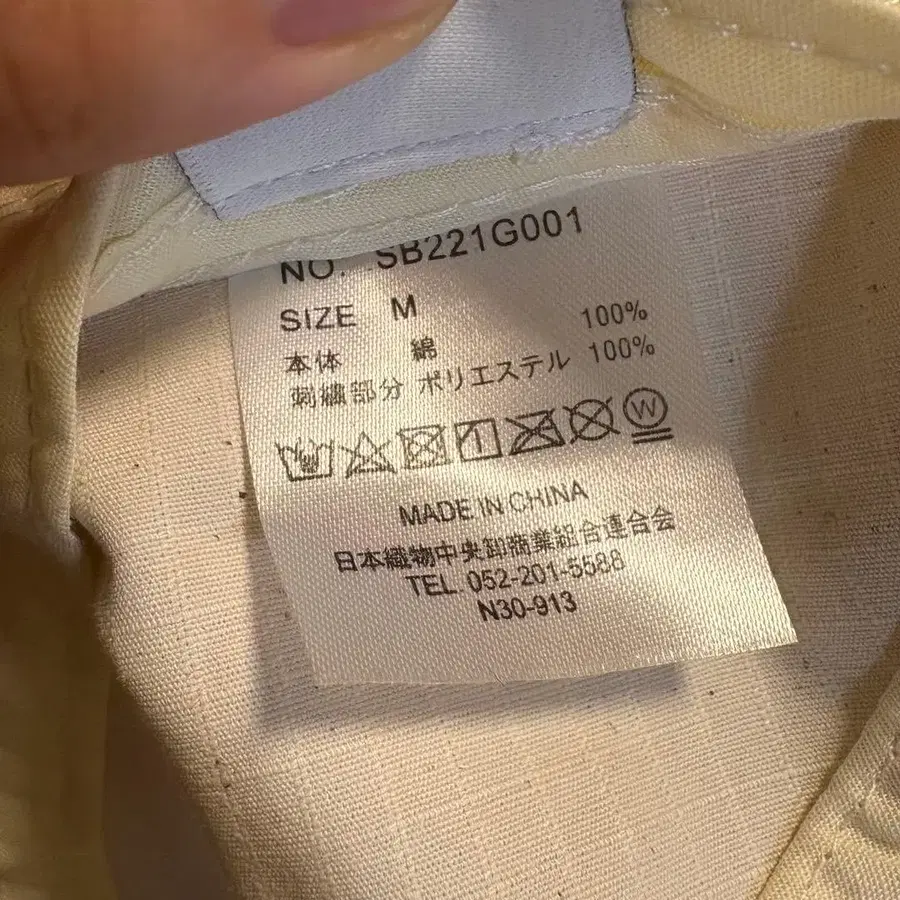 NO. SB221G001
SIZE M
本体 綿 100%
刺繍部分 ポリエステル 100%
W
MADE IN CHINA
日本織物中央卸商業組合連合会
TEL. 052-201-5588
N30-913